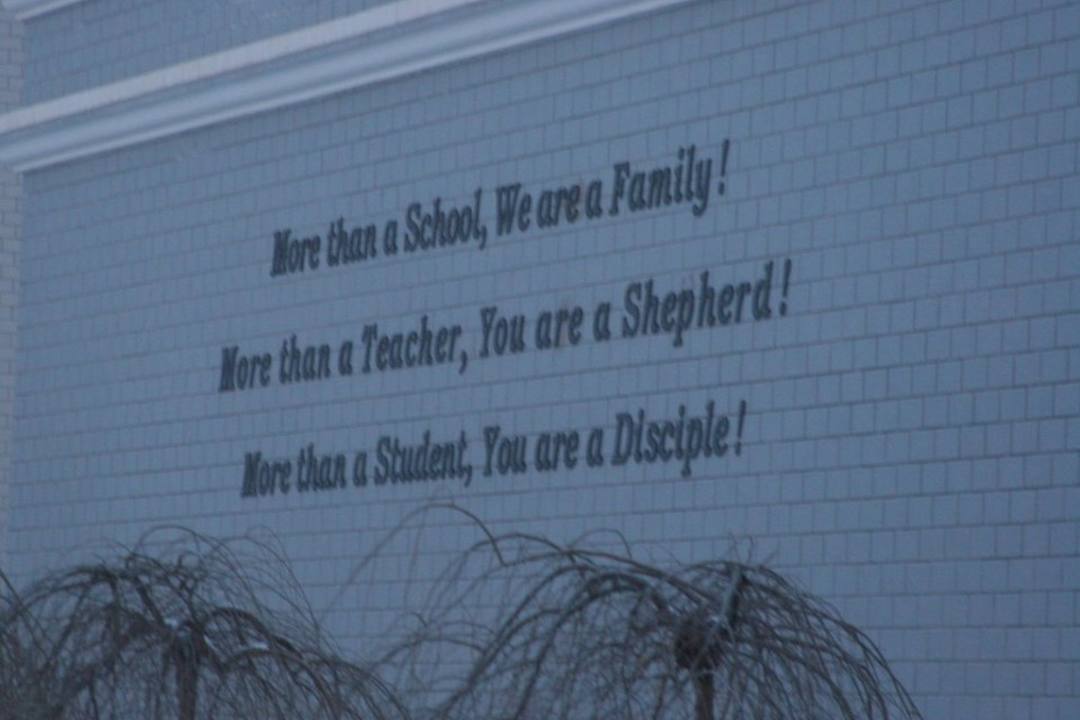 More than a School, We are a Family!
More than a Teacher, You are a Shepherd!
More than a Student, You are a Disciple!